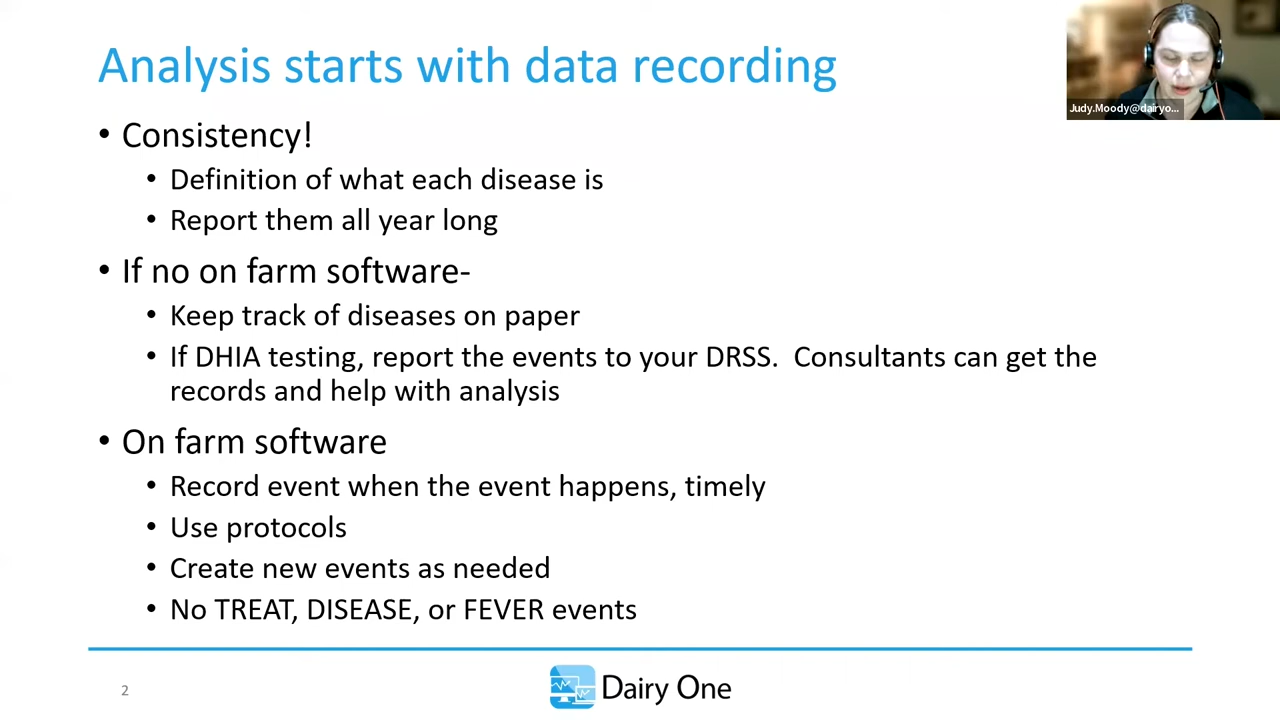 Analysis starts with data recording
Judy.Moody@dairyo...
• Consistency!
• Definition of what each disease is
• Report them all year long
• If no on farm software-
• Keep track of diseases on paper
• If DHIA testing, report the events to your DRSS. Consultants can get the
records and help with analysis
• On farm software
• Record event when the event happens, timely
• Use protocols
• Create new events as needed
• No TREAT, DISEASE, or FEVER events
2
Dairy One